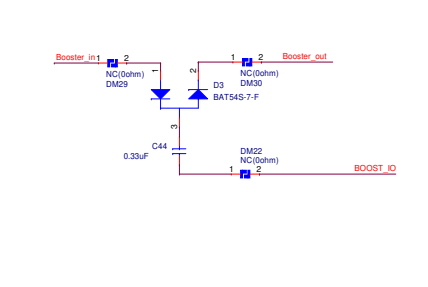 Booster_in 1 2
NC(0ohm)
DM29
1
2
D3
BAT54S-7-F
1 2 Booster_out
NC(0ohm)
DM30
3
C44
0.33uF
DM22
NC(0ohm)
1 2
BOOST_IO